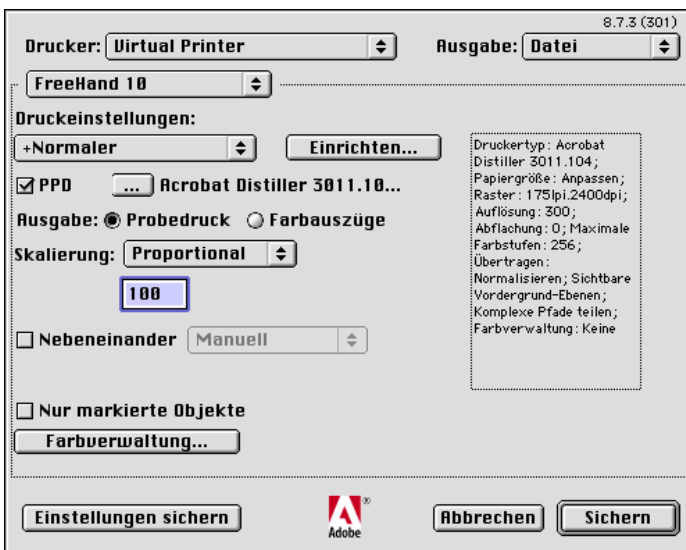 8.7.3 (301)
Drucker: Virtual Printer Ausgabe: Datei
FreeHand 10
Druckeinstellungen:
+Normaler Einrichten...
PPD ... Acrobat Distiller 3011.10...
Ausgabe: Probedruck Farbauszüge
Skalierung: Proportional
100
Nebeneinander Manuell
Nur markierte Objekte
Farbverwaltung...
Druckertyp: Acrobat
Distiller 3011.104;
Papiergröße: Anpassen;
Raster: 175lpi.2400dpi;
Auflösung: 300;
Abflachung: 0; Maximale
Farbstufen: 256;
Übertragen:
Normalisieren; Sichtbare
Vordergrund-Ebenen;
Komplexe Pfade teilen;
Farbverwaltung: Keine
Einstellungen sichern Adobe ® Abbrechen Sichern